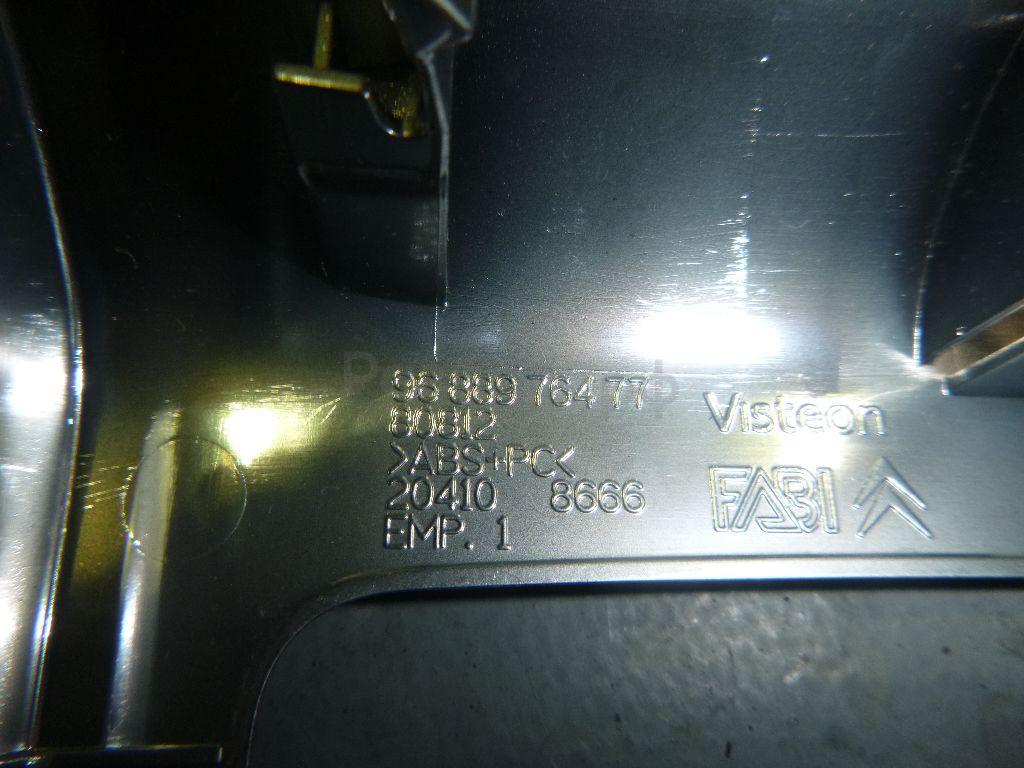 96 889 764 77
80812
>ABS+PC<
20410 8666
EMP. 1
Visteon
FABI